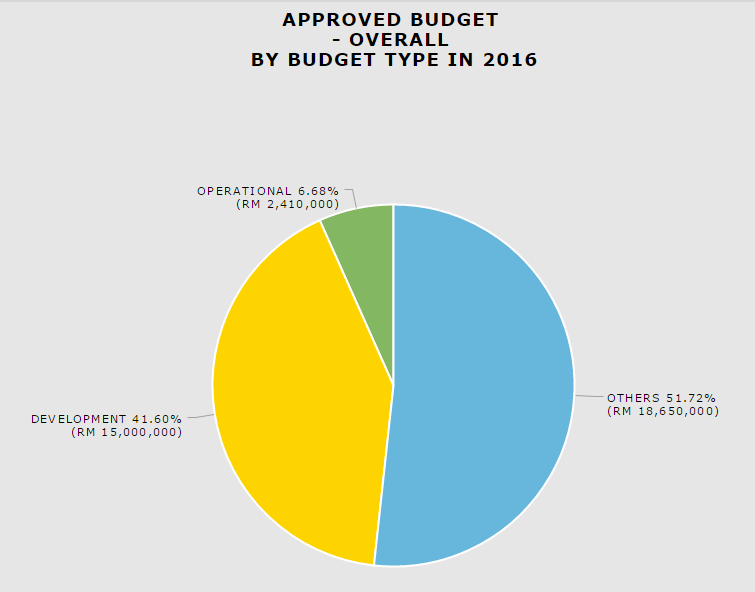 APPROVED BUDGET
- OVERALL
BY BUDGET TYPE IN 2016
OPERATIONAL 6.68%
(RM 2,410,000)
OTHERS 51.72%
(RM 18,650,000)
DEVELOPMENT 41.60%
(RM 15,000,000)